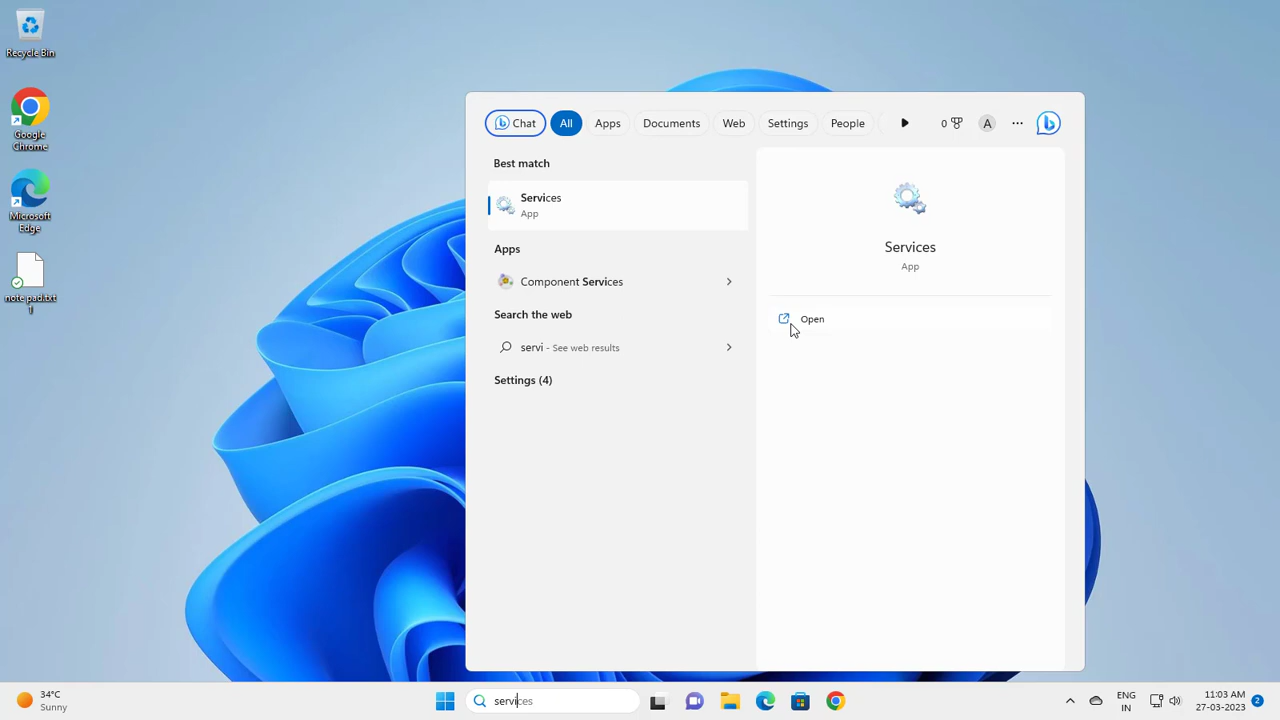 Recycle Bin
Google
Chrome
Microsoft
Edge
note pad.txt
1
Chat
All
Apps
Documents
Web
Settings
People
0
A
Best match
Services
App
Apps
Component Services
Search the web
servi - See web results
Settings (4)
Services
App
Open
34°C
Sunny
services
ENG
IN
11:03 AM
27-03-2023
2